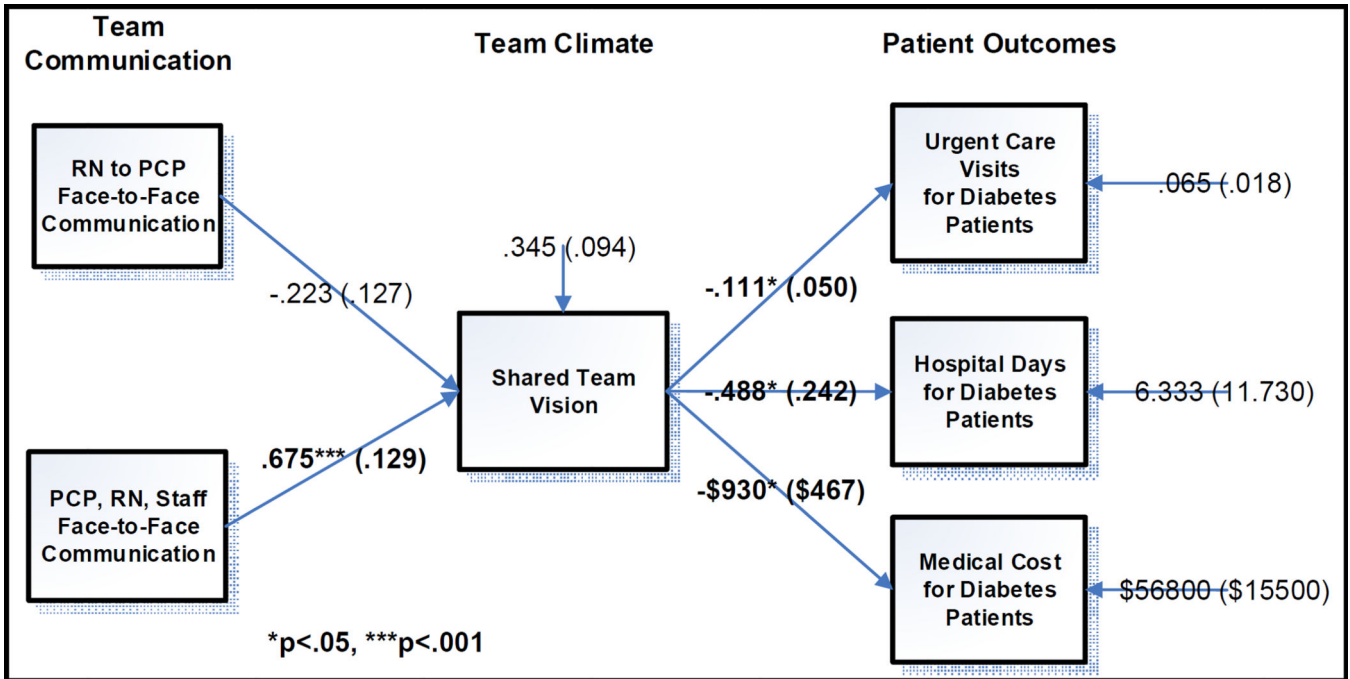 Team
Communication
Team Climate
Patient Outcomes
RN to PCP
Face-to-Face
Communication
-.223 (.127)
PCP, RN, Staff
Face-to-Face
Communication
.675*** (.129)
.345 (.094)
Shared Team
Vision
-.111* (.050)
-.488* (.242)
-$930* ($467)
Urgent Care
Visits
for Diabetes
Patients
.065 (.018)
Hospital Days
for Diabetes
Patients
6.333 (11.730)
Medical Cost
for Diabetes
Patients
$56800 ($15500)
*p<.05, ***p<.001